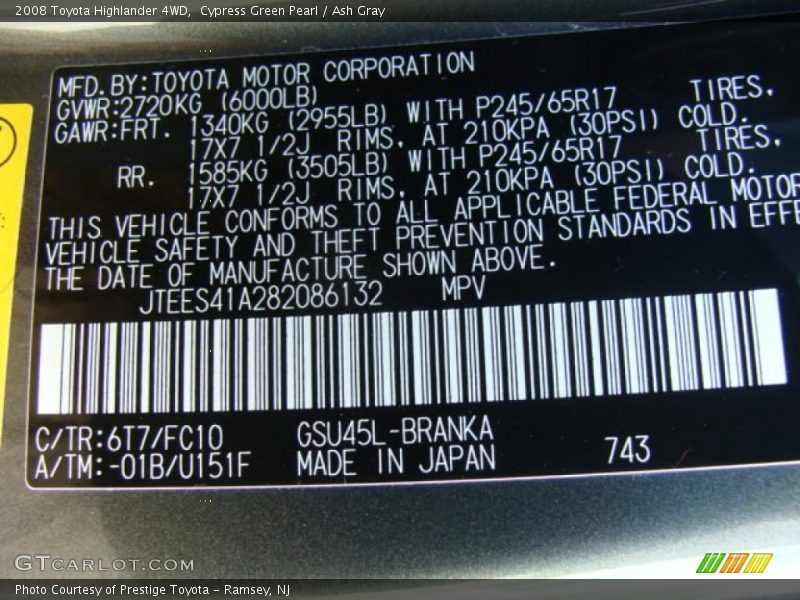 2008 Toyota Highlander 4WD,  Cypress Green Pearl / Ash Gray
MFD. BY: TOYOTA MOTOR CORPORATION
GVWR: 2720KG (6000LB)
GAWR: FRT. 1340KG (2955LB) WITH P245/65R17 TIRES,
17X7 1/2J RIMS, AT 210KPA (30PSI) COLD.
RR. 1585KG (3505LB) WITH P245/65R17 TIRES,
17X7 1/2J RIMS, AT 210KPA (30PSI) COLD.
THIS VEHICLE CONFORMS TO ALL APPLICABLE FEDERAL MOTOR
VEHICLE SAFETY AND THEFT PREVENTION STANDARDS IN EFFE
THE DATE OF MANUFACTURE SHOWN ABOVE.
JTEES41A282086132 MPV
C/TR: 6T7/FC10 GSU45L-BRANKA
A/TM: -01B/U151F MADE IN JAPAN 743
GTCARLOT.COM
Photo Courtesy of Prestige Toyota - Ramsey, NJ